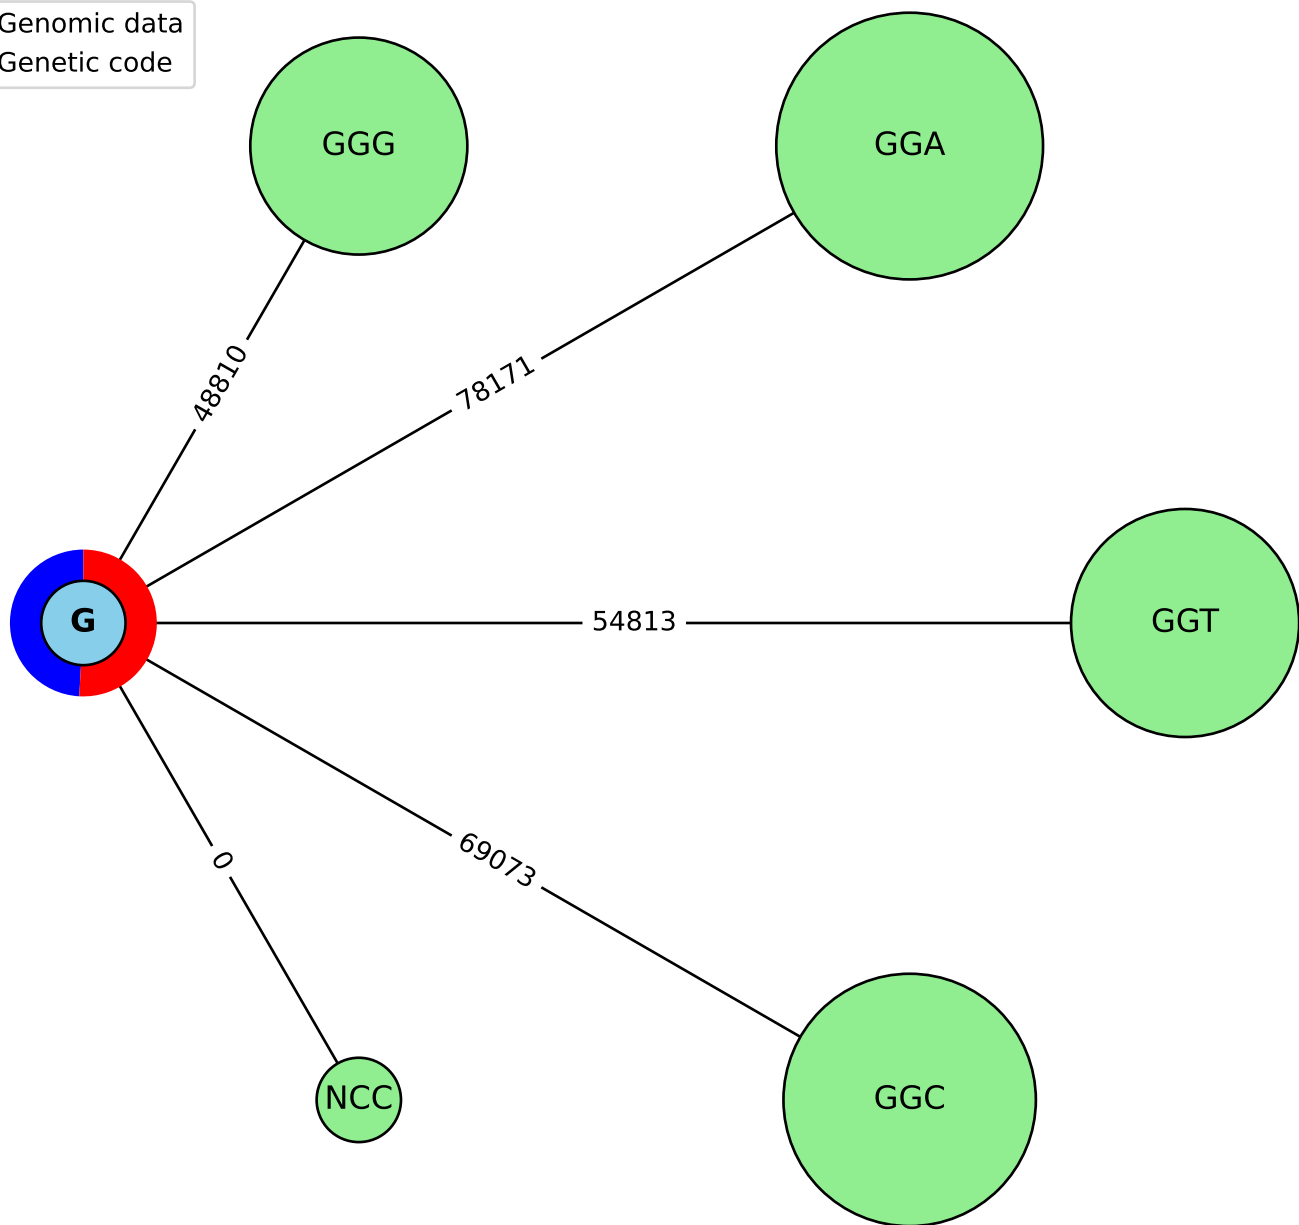 Genomic data
Genetic code
GGG
GGA
48810
78171
G
54813
GGT
0
69073
NCC
GGC